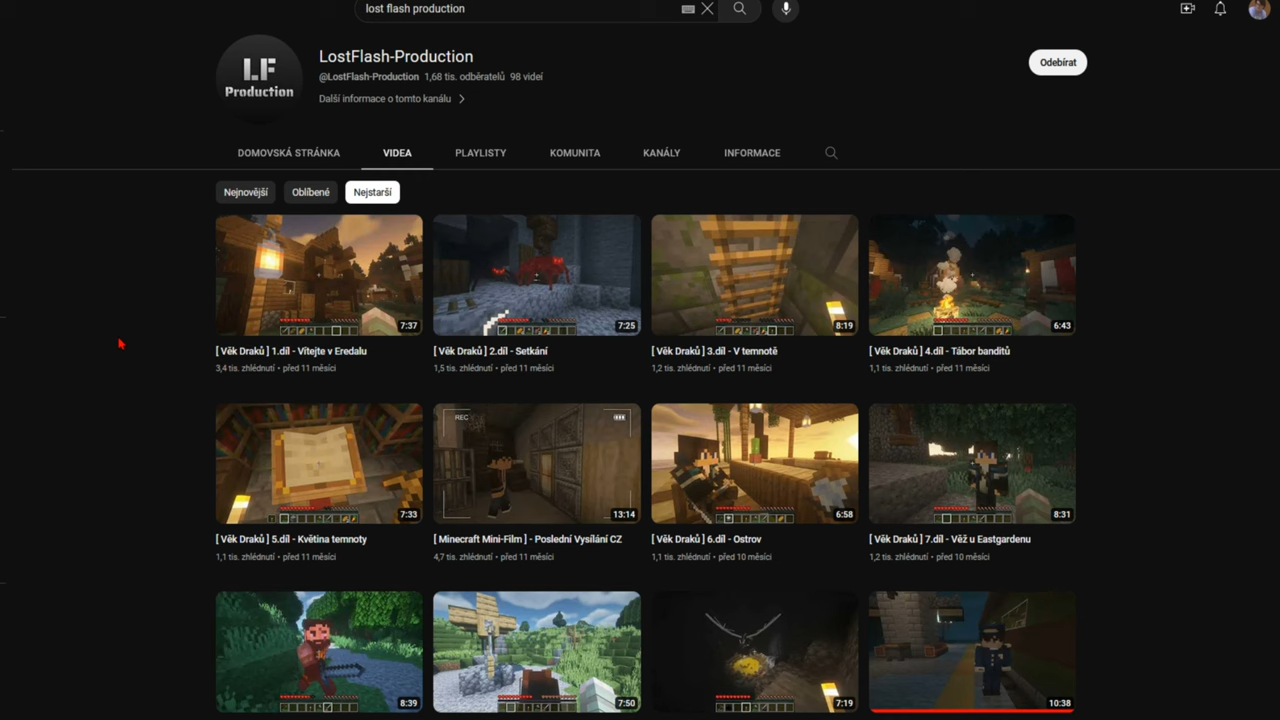 lost flash production
LF
Production
LostFlash-Production
@LostFlash-Production 1,68 tis. odběratelů 98 videí
Další informace o tomto kanálu
DOMOVSKÁ STRÁNKA VIDEA PLAYLISTY KOMUNITA KANÁLY INFORMACE
Nejnovější Oblíbené Nejstarší
7:37 7:25 8:19 6:43
[ Věk Draků ] 1.díl - Vítejte v Eredalu [ Věk Draků ] 2.díl - Setkání [ Věk Draků ] 3.díl - V temnotě [ Věk Draků ] 4.díl - Tábor banditů
3,4 tis. zhlédnutí • před 11 měsíci 1,5 tis. zhlédnutí • před 11 měsíci 1,2 tis. zhlédnutí • před 11 měsíci 1,1 tis. zhlédnutí • před 11 měsíci
Odebírat
REC
7:33 13:14 6:58 8:31
[ Věk Draků ] 5.díl - Květina temnoty [ Minecraft Mini-Film ] - Poslední Vysílání CZ [ Věk Draků ] 6.díl - Ostrov [ Věk Draků ] 7.díl - Věž u Eastgardenu
1,1 tis. zhlédnutí • před 11 měsíci 4,7 tis. zhlédnutí • před 11 měsíci 1,1 tis. zhlédnutí • před 10 měsíci 1,2 tis. zhlédnutí • před 10 měsíci
8:39 7:50 7:19 10:38